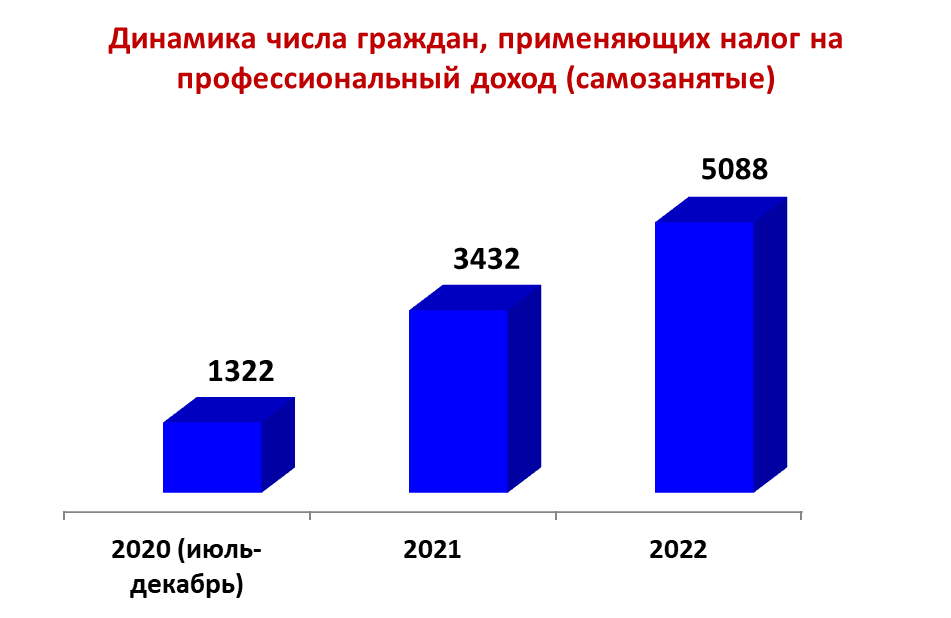 Динамика числа граждан, применяющих налог на
профессиональный доход (самозанятые)
5088
3432
1322
2020 (июль-
декабрь)
2021
2022